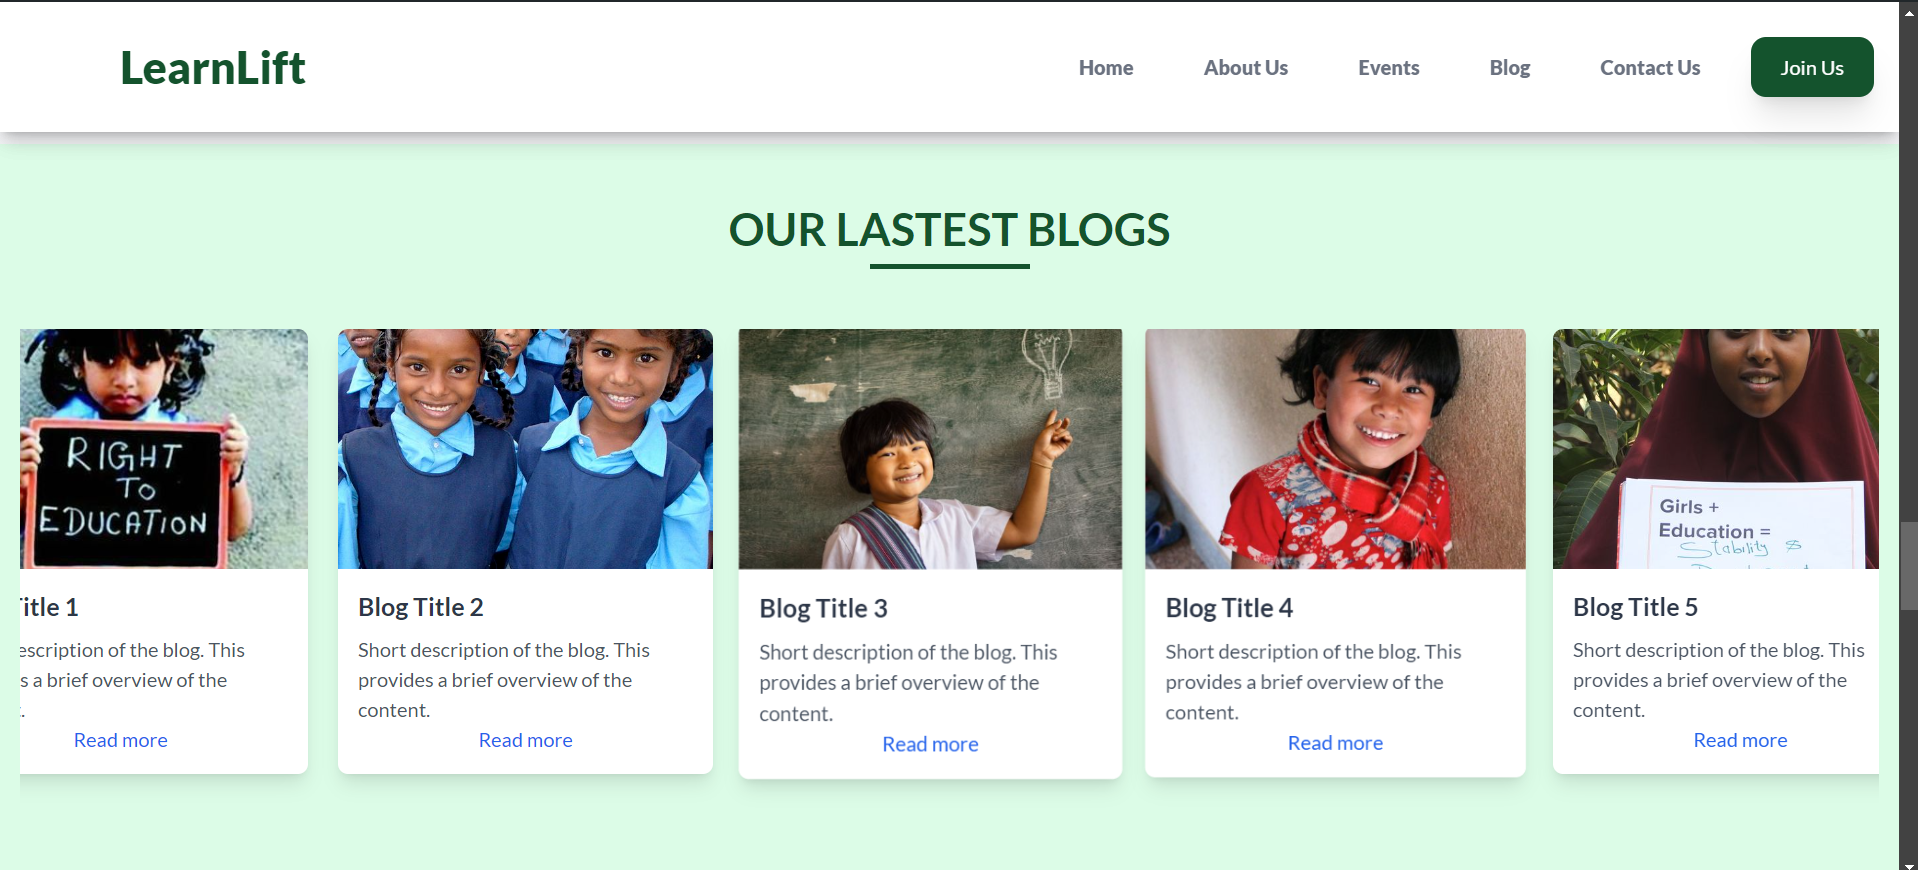 LearnLift
Home
About Us
Events
Blog
Contact Us
Join Us
OUR LASTEST BLOGS
RIGHT
TO
EDUCATION
Girls +
Education =
Stability &
itle 1
escription of the blog. This
s a brief overview of the
Read more
Blog Title 2
Short description of the blog. This
provides a brief overview of the
content.
Read more
Blog Title 3
Short description of the blog. This
provides a brief overview of the
content.
Read more
Blog Title 4
Short description of the blog. This
provides a brief overview of the
content.
Read more
Blog Title 5
Short description of the blog. This
provides a brief overview of the
content.
Read more